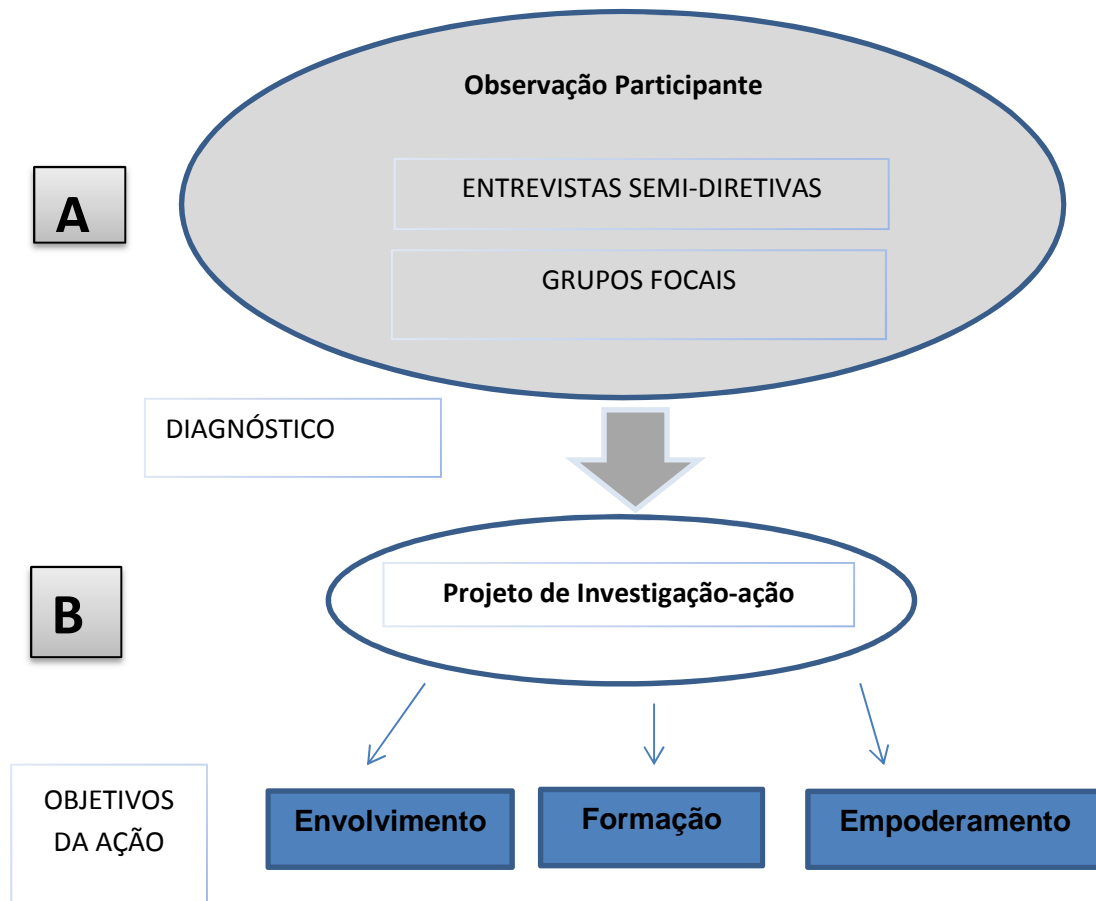 Observação Participante
ENTREVISTAS SEMI-DIRETIVAS
A
GRUPOS FOCAIS
DIAGNÓSTICO
B
Projeto de Investigação-ação
OBJETIVOS
DA AÇÃO
Envolvimento
Formação
Empoderamento